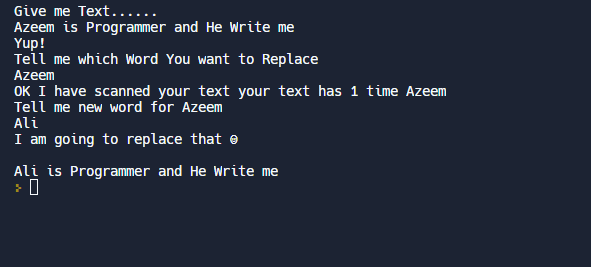 Give me Text......
Azeem is Programmer and He Write me
Yup!
Tell me which Word You want to Replace
Azeem
OK I have scanned your text your text has 1 time Azeem
Tell me new word for Azeem
Ali
I am going to replace that
Ali is Programmer and He Write me